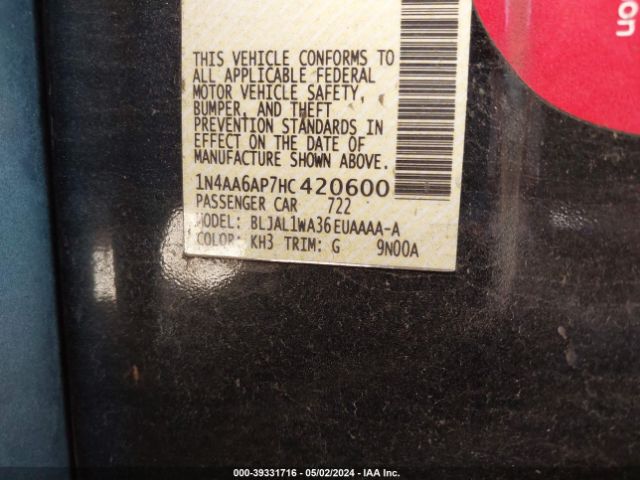 on
THIS VEHICLE CONFORMS TO
ALL APPLICABLE FEDERAL
MOTOR VEHICLE SAFETY,
BUMPER, AND THEFT
PREVENTION STANDARDS IN
EFFECT ON THE DATE OF
MANUFACTURE SHOWN ABOVE.
1N4AA6AP7HC420600
PASSENGER CAR 722
MODEL: BLJAL1WA36EUAAAA-A
COLOR: KH3 TRIM: G 9N00A
000-39331716 - 05/02/2024 - IAA Inc.